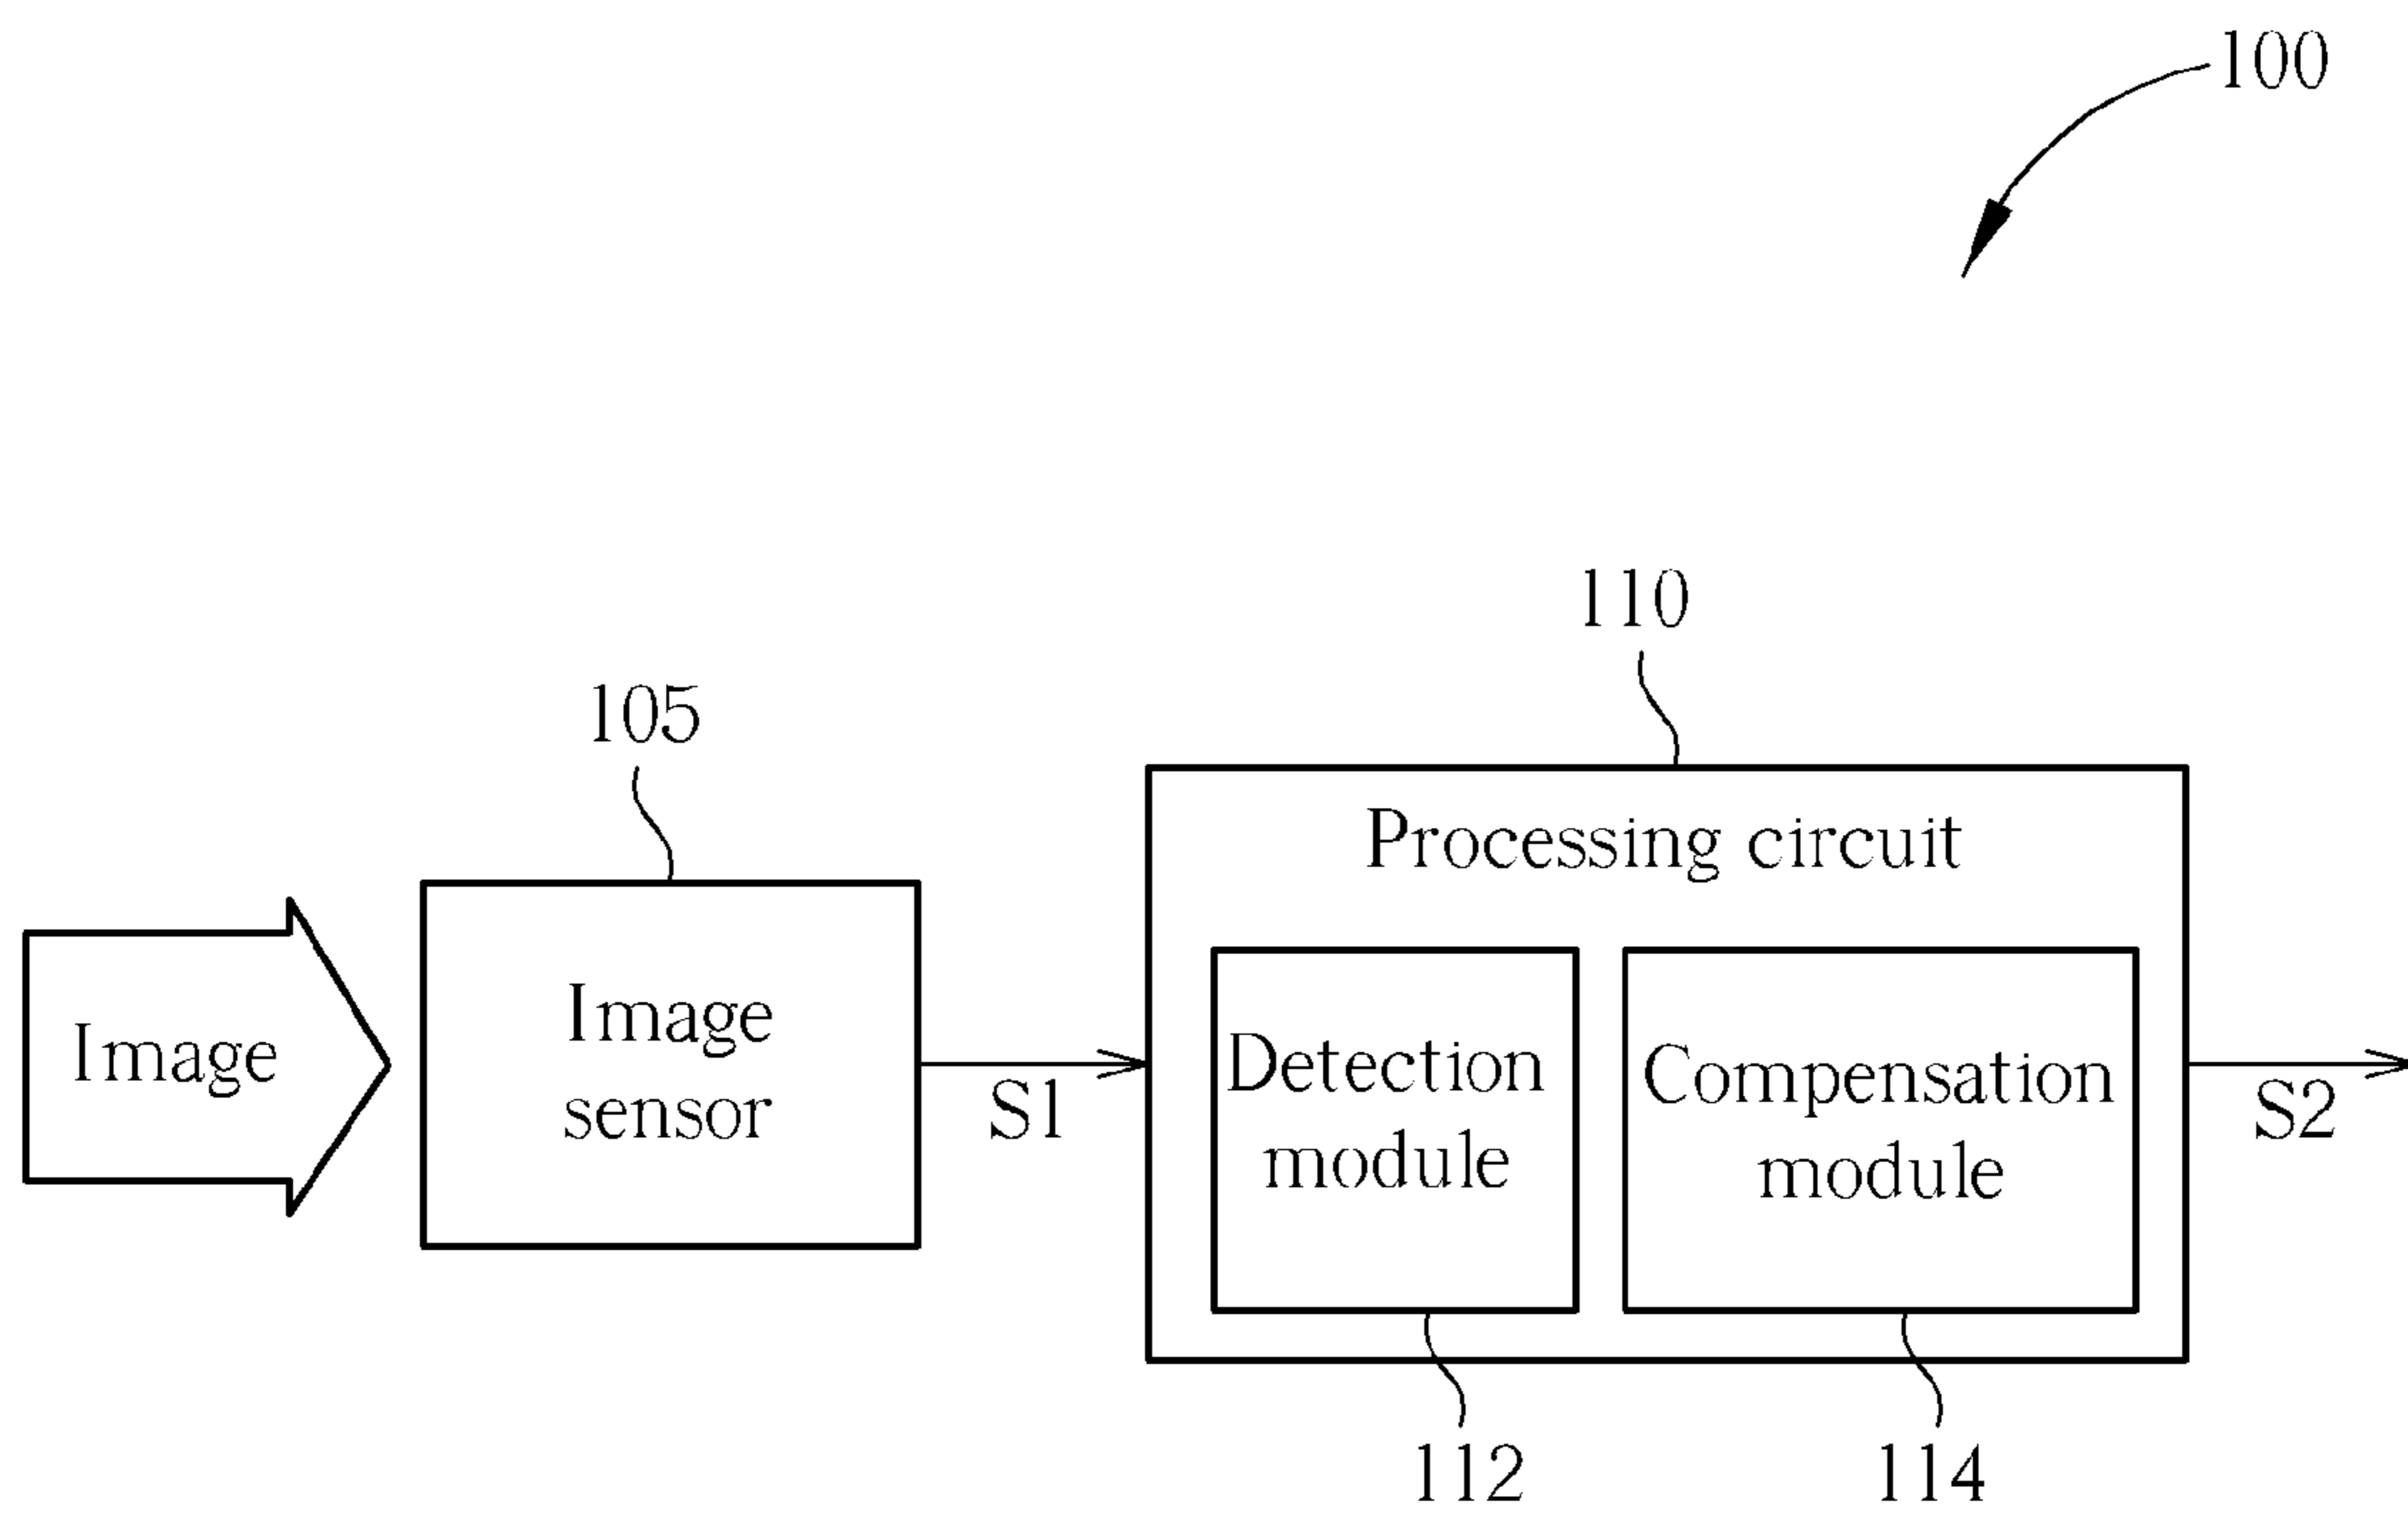 100
110
105
Processing circuit
Image
Image
sensor
S1
Detection
module
Compensation
module
S2
112
114